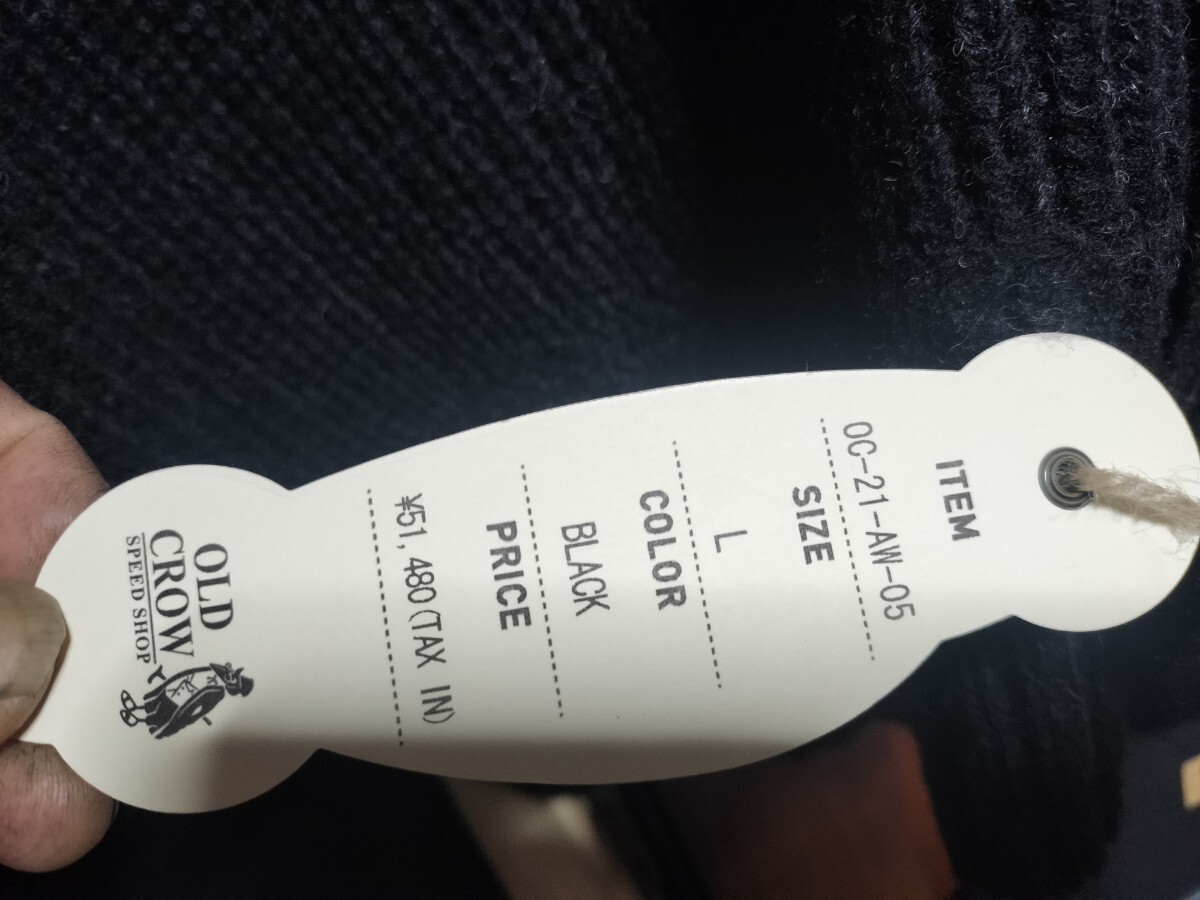 ITEM
OC-21-AW-05
SIZE
L
COLOR
BLACK
PRICE
¥51,480(TAX IN)
OLD
CROW
SPEED SHOP